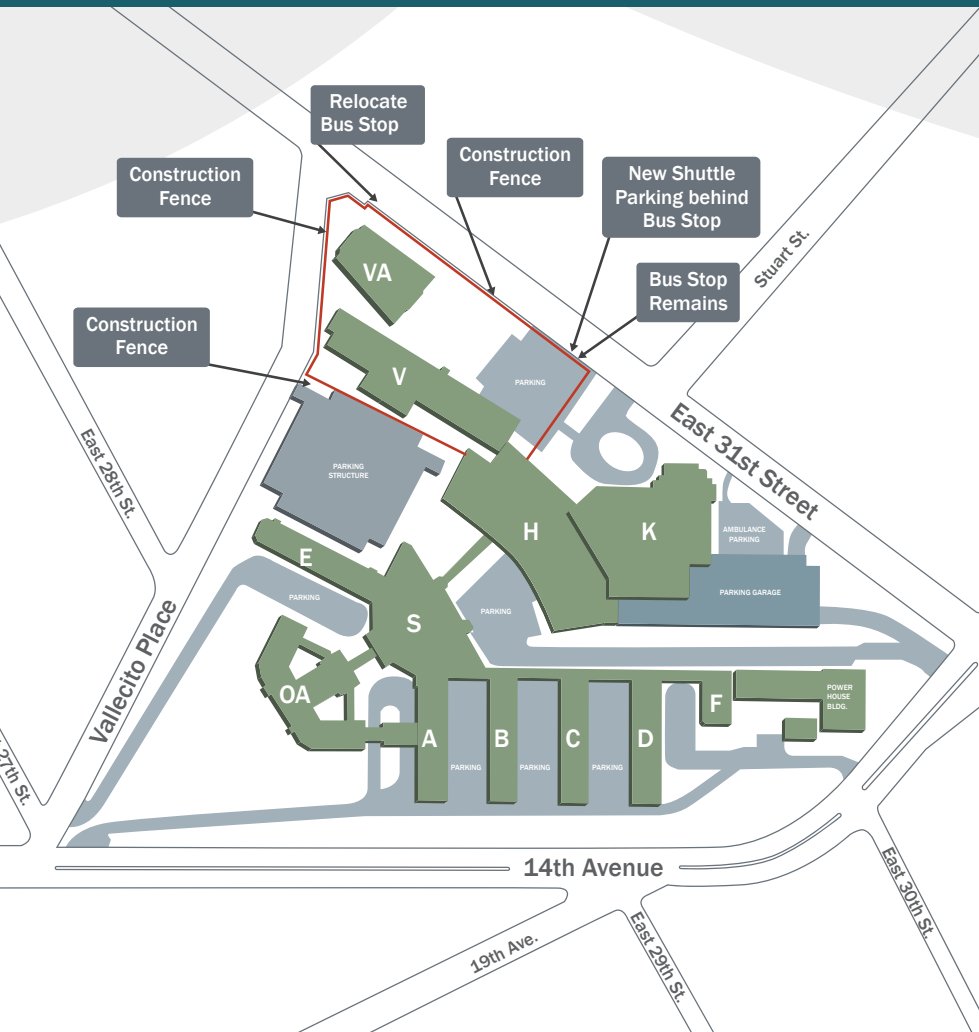 Relocate
Bus Stop
Construction
Fence
Construction
Fence
New Shuttle
Parking behind
Bus Stop
Stuart St.
Bus Stop
Remains
VA
Construction
Fence
V
PARKING
East 31st Street
East 28th St.
PARKING
STRUCTURE
H
K
AMBULANCE
PARKING
E
PARKING GARAGE
PARKING
PARKING
S
Vallecito Place
OA
POWER
HOUSE
BLDG.
F
A
B
C
D
27th St.
PARKING
PARKING
PARKING
14th Avenue
East 30th St.
19th Ave.
East 29th St.